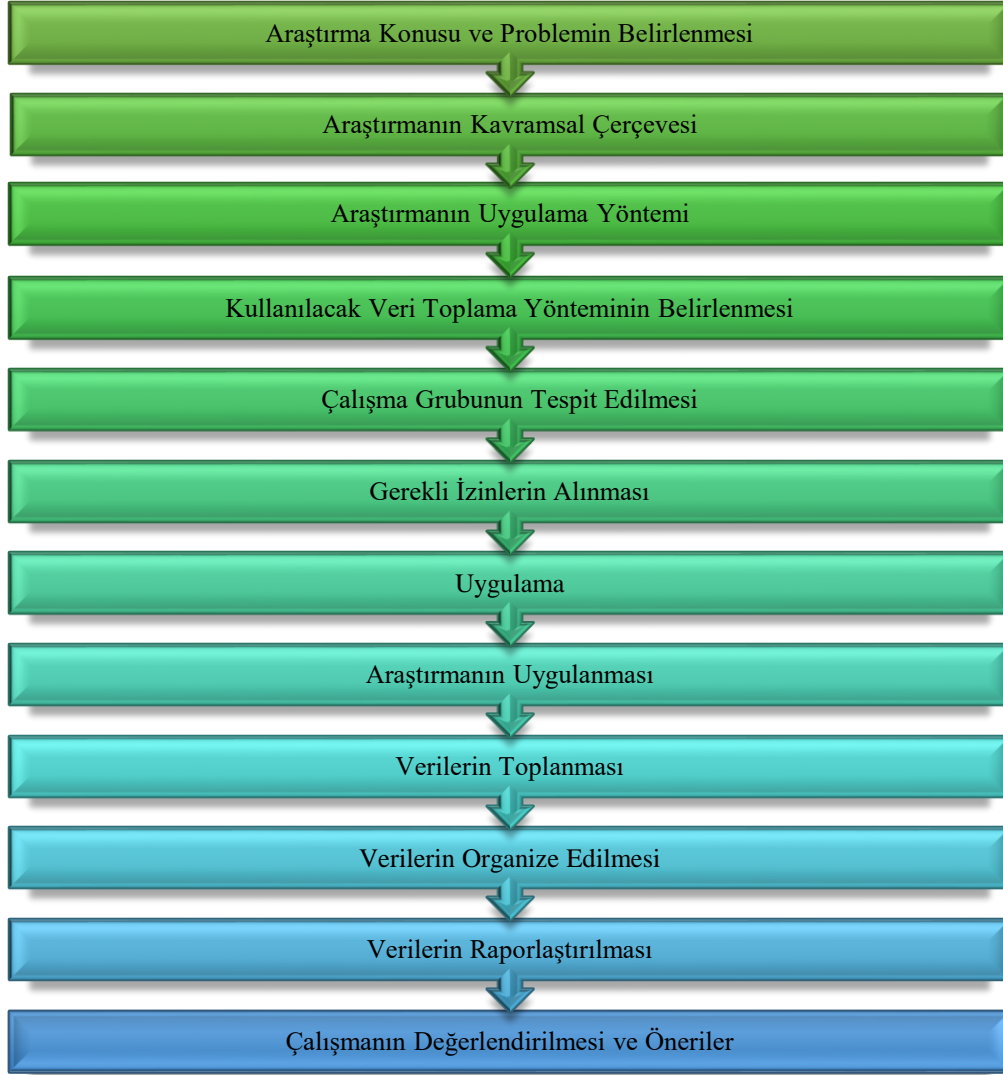 Araştırma Konusu ve Problemin Belirlenmesi
Araştırmanın Kavramsal Çerçevesi
Araştırmanın Uygulama Yöntemi
Kullanılacak Veri Toplama Yönteminin Belirlenmesi
Çalışma Grubunun Tespit Edilmesi
Gerekli İzinlerin Alınması
Uygulama
Araştırmanın Uygulanması
Verilerin Toplanması
Verilerin Organize Edilmesi
Verilerin Raporlaştırılması
Çalışmanın Değerlendirilmesi ve Öneriler